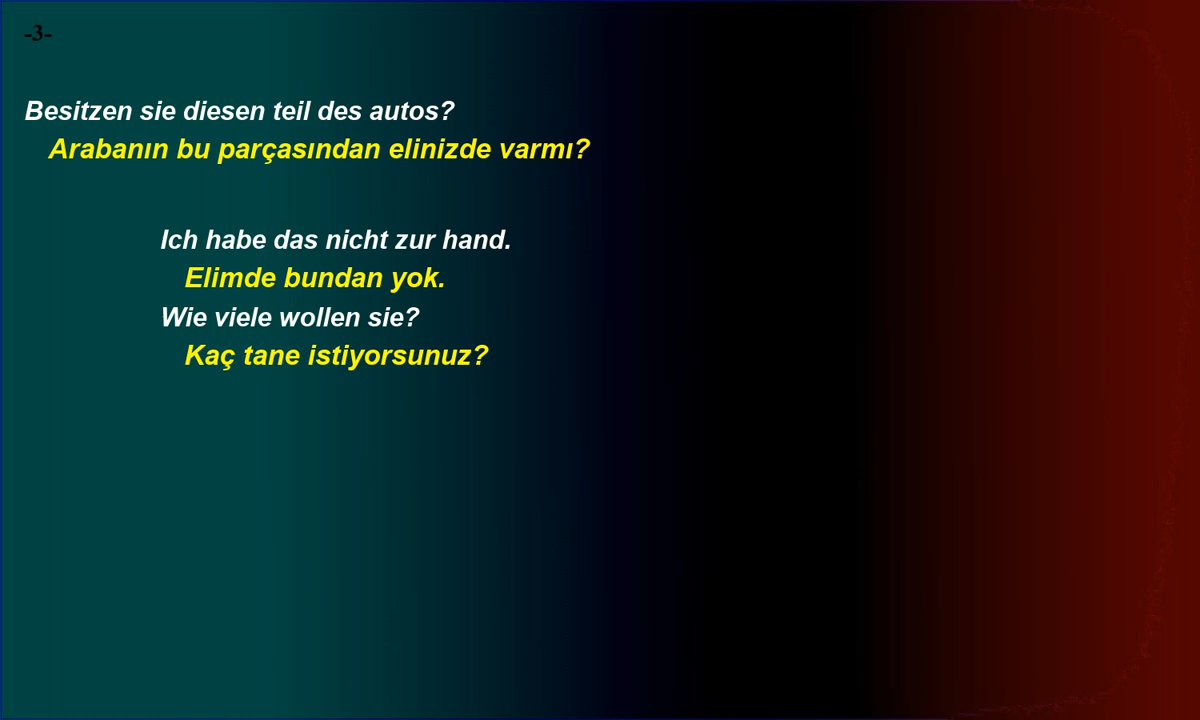 -3-
Besitzen sie diesen teil des autos?
Arabanın bu parçasından elinizde varmı?
Ich habe das nicht zur hand.
Elimde bundan yok.
Wie viele wollen sie?
Kaç tane istiyorsunuz?